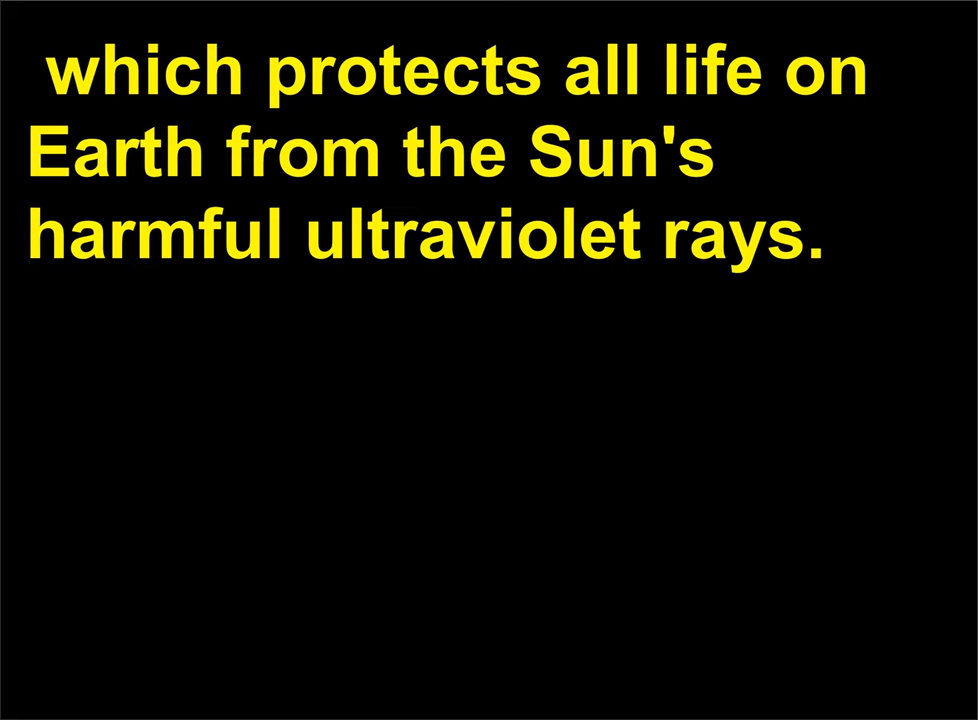 which protects all life on
Earth from the Sun's
harmful ultraviolet rays.